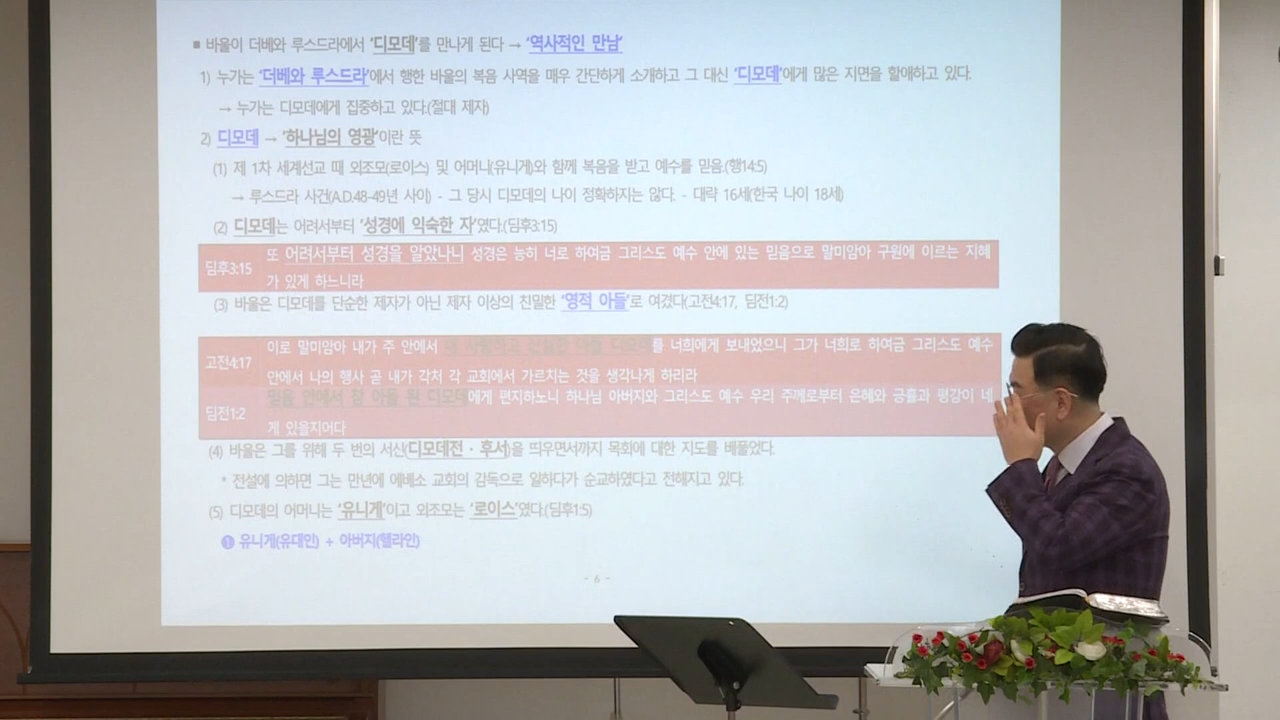 ■ 바울이 더베와 루스드라에서 '디모데'를 만나게 된다 → '역사적인 만남'
1) 누가는 '더베와 루스드라'에서 행한 바울의 복음 사역을 매우 간단하게 소개하고 그 대신 '디모데'에게 많은 지면을 할애하고 있다.
→ 누가는 디모데에게 집중하고 있다.(절대 제자)
2) 디모데 → '하나님의 영광'이란 뜻
(1) 제 1차 세계선교 때 외조모(로이스) 및 어머니(유니게)와 함께 복음을 받고 예수를 믿음.(행14:5)
→ 루스드라 사건(A.D.48-49년 사이) - 그 당시 디모데의 나이 정확하지는 않다. - 대략 16세(한국 나이 18세)
(2) 디모데는 어려서부터 '성경에 익숙한 자'였다.(딤후3:15)
딤후3:15 또 어려서부터 성경을 알았나니 성경은 능히 너로 하여금 그리스도 예수 안에 있는 믿음으로 말미암아 구원에 이르는 지혜
가 있게 하느니라
(3) 바울은 디모데를 단순한 제자가 아닌 제자 이상의 친밀한 '영적 아들'로 여겼다(고전4:17, 딤전1:2)
고전4:17 이로 말미암아 내가 주 안에서 내 사랑하고 신실한 아들 디모데를 너희에게 보내었으니 그가 너희로 하여금 그리스도 예수
안에서 나의 행사 곧 내가 각처 각 교회에서 가르치는 것을 생각나게 하리라
딤전1:2 믿음 안에서 참 아들 된 디모데에게 편지하노니 하나님 아버지와 그리스도 예수 우리 주께로부터 은혜와 긍휼과 평강이 네
게 있을지어다
(4) 바울은 그를 위해 두 번의 서신(디모데전·후서)을 띄우면서까지 목회에 대한 지도를 베풀었다.
* 전설에 의하면 그는 만년에 에베소 교회의 감독으로 일하다가 순교하였다고 전해지고 있다.
(5) 디모데의 어머니는 '유니게'이고 외조모는 '로이스'였다.(딤후1:5)
❶ 유니게(유대인) + 아버지(헬라인)
- 6 -